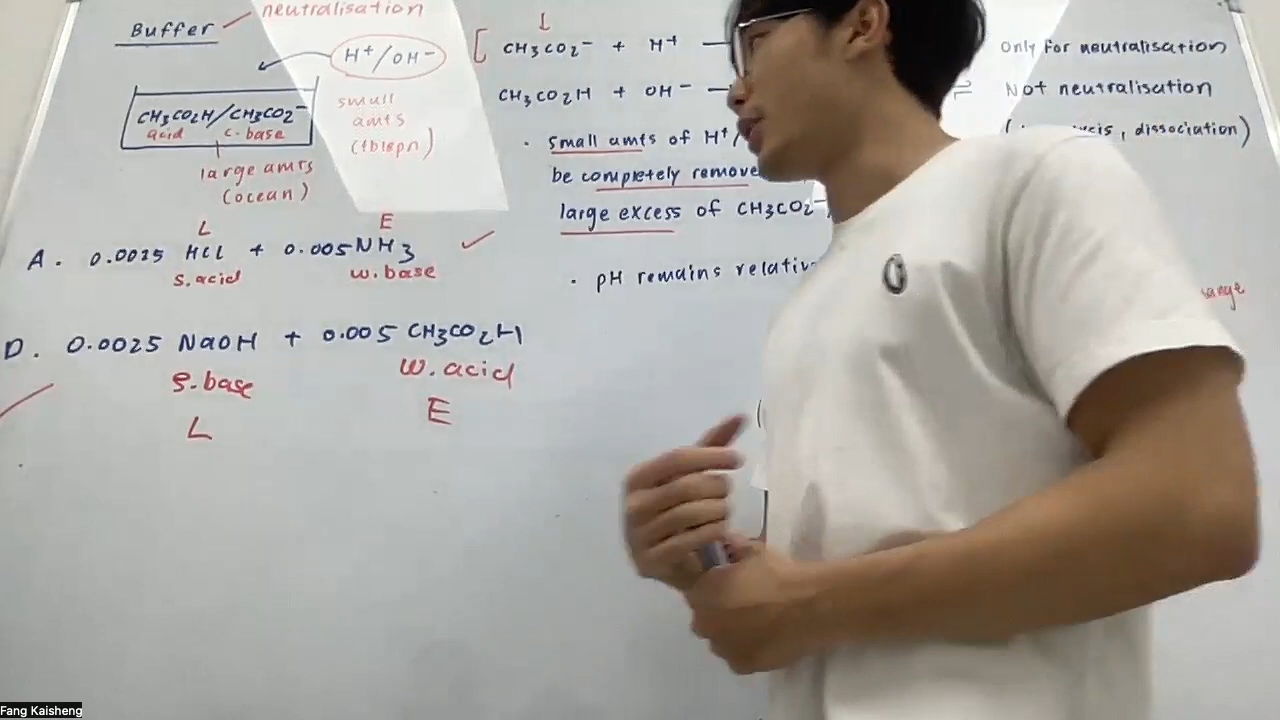 Buffer
neutralisation
H+/OH-
CH3CO2H/CH3CO2-
acid c.base
large amts
(ocean)
small
amts
(tblspn)
L
CH3CO2- + H+
CH3CO2H + OH-
Only for neutralisation
⇌ Not neutralisation
, dissociation)
. small amts of H+/
be completely remove
large excess of CH3CO2-
. pH remains relativ
L E
A. 0.0025 HCl + 0.005 NH3
s.acid w.base
D. 0.0025 NaOH + 0.005 CH3CO2H
s.base w.acid
L E
Fang Kaisheng